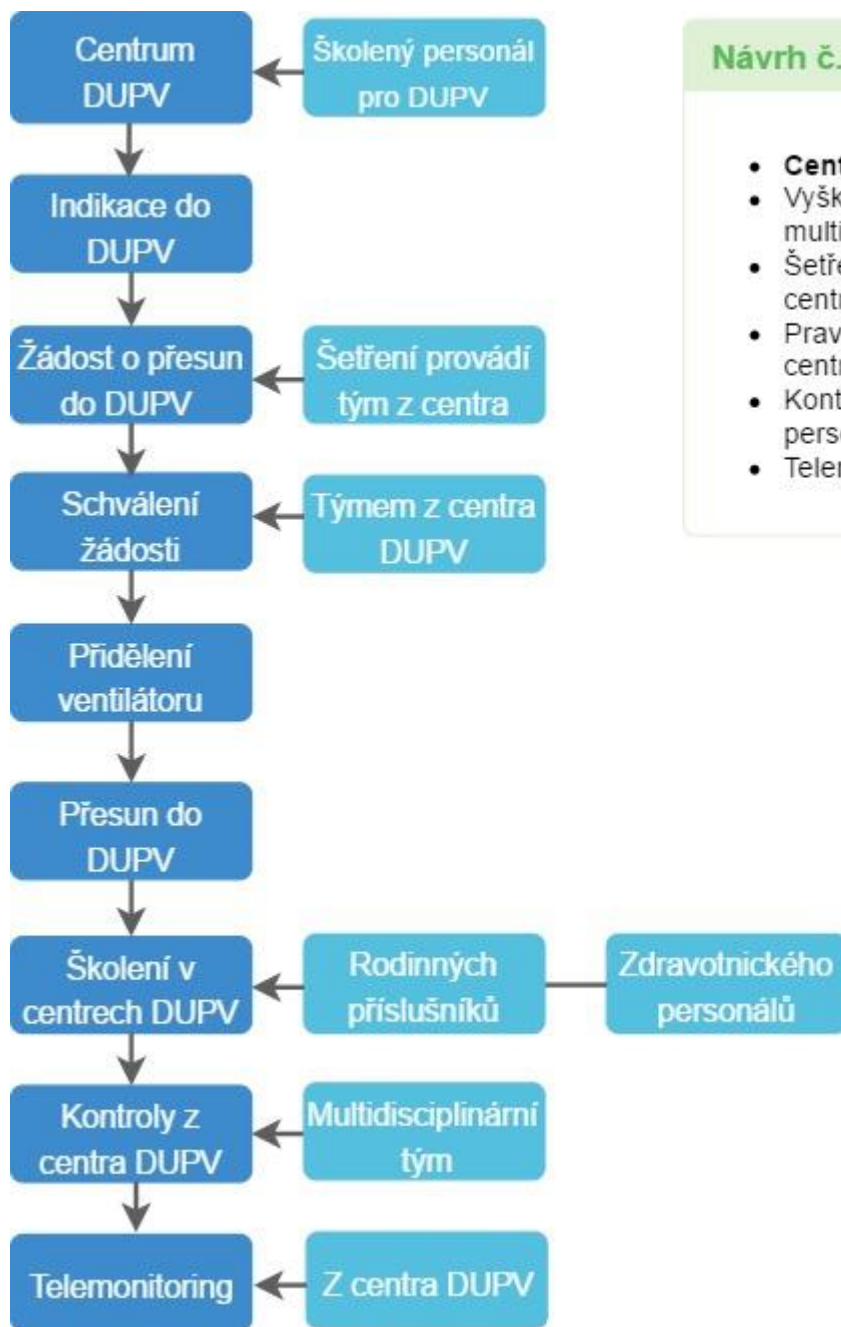 Centrum
DUPV
Školený personál
pro DUPV
Indikace do
DUPV
Žádost o přesun
do DUPV
Šetření provádí
tým z centra
Schválení
žádosti
Týmem z centra
DUPV
Přidělení
ventilátoru
Přesun do
DUPV
Školení v
centrech DUPV
Rodinných
příslušníků
Zdravotnického
personálů
Kontroly z
centra DUPV
Multidisciplinární
tým
Telemonitoring
Z centra DUPV
Návrh č.